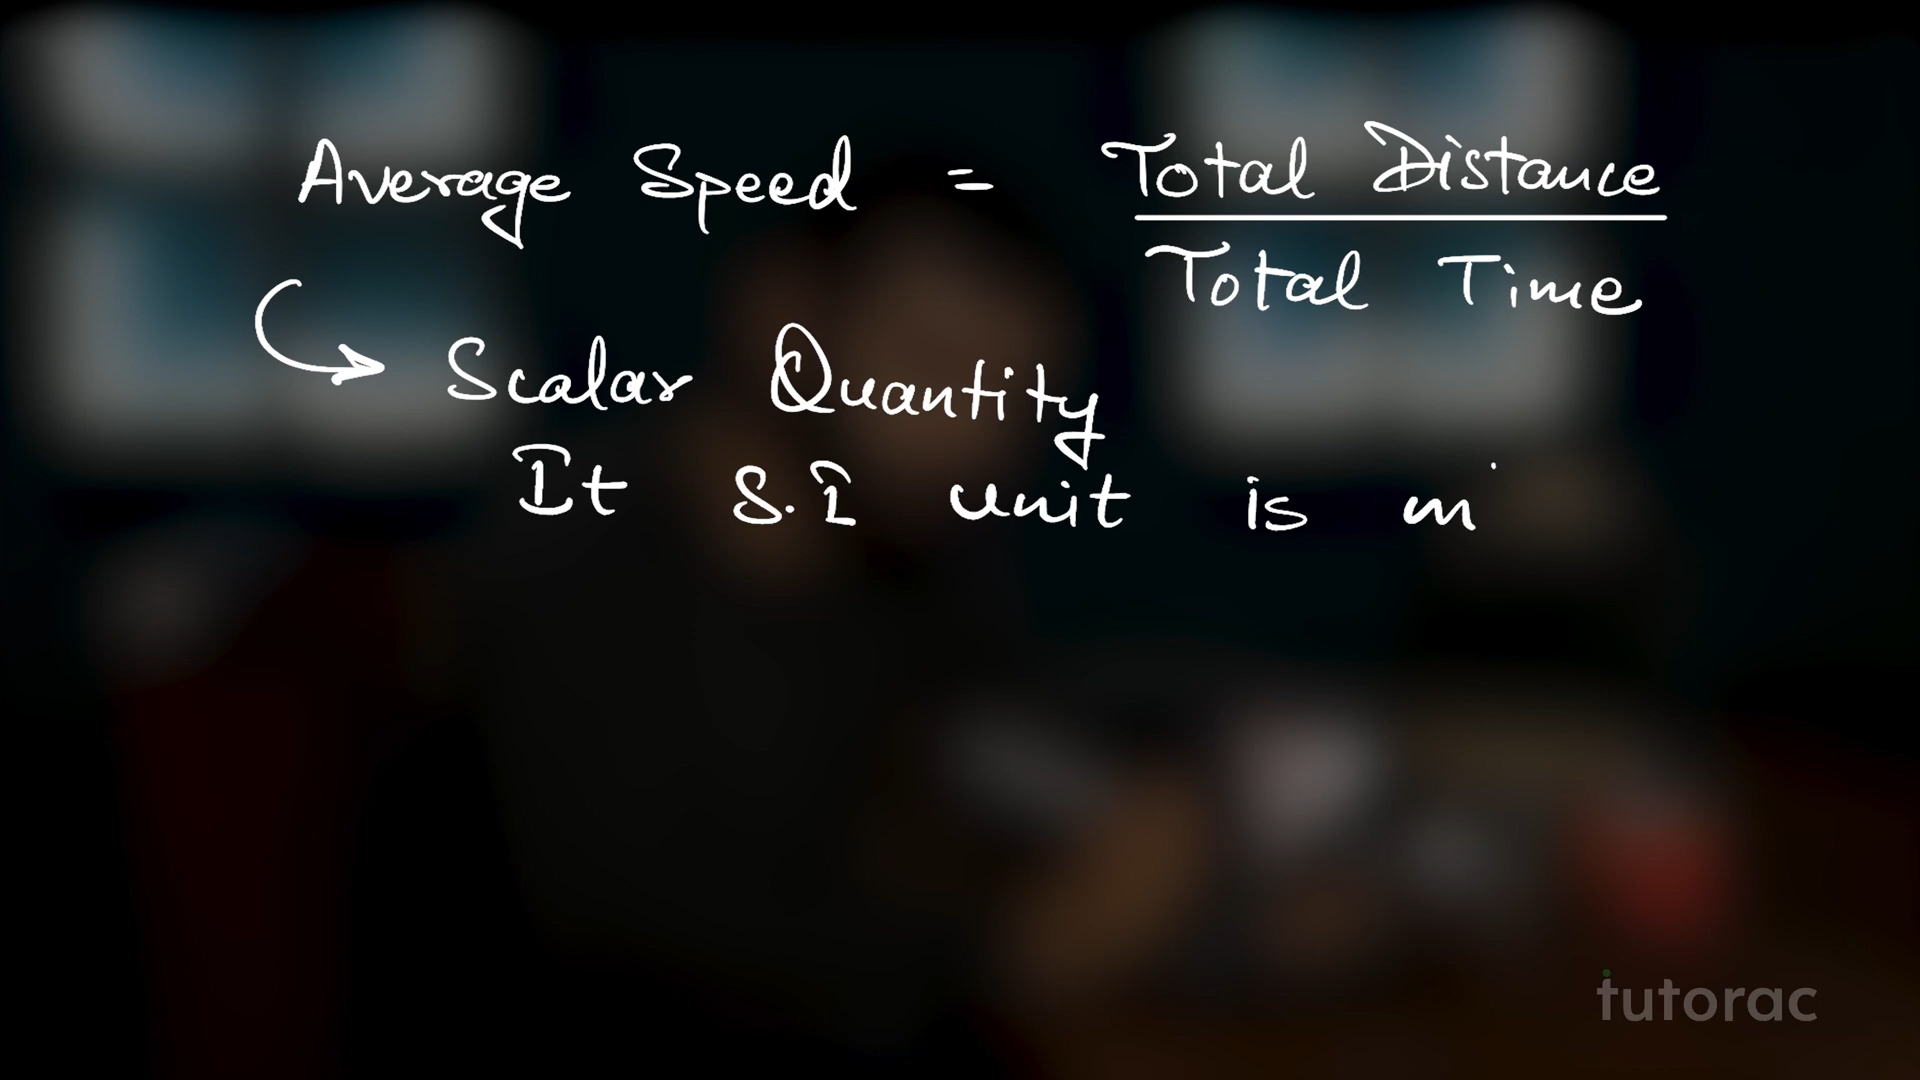 Average Speed = Total Distance
Total Time
Scalar Quantity
It S.I unit is m
tutorac